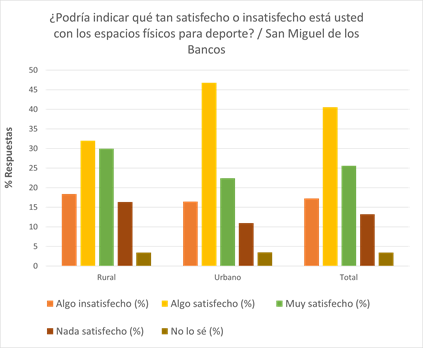 ¿Podría indicar qué tan satisfecho o insatisfecho está usted
con los espacios físicos para deporte? / San Miguel de los
Bancos
% Respuestas
50
45
40
35
30
25
20
15
10
5
0
Rural
Urbano
Total
Algo insatisfecho (%)
Algo satisfecho (%)
Muy satisfecho (%)
Nada satisfecho (%)
No lo sé (%)